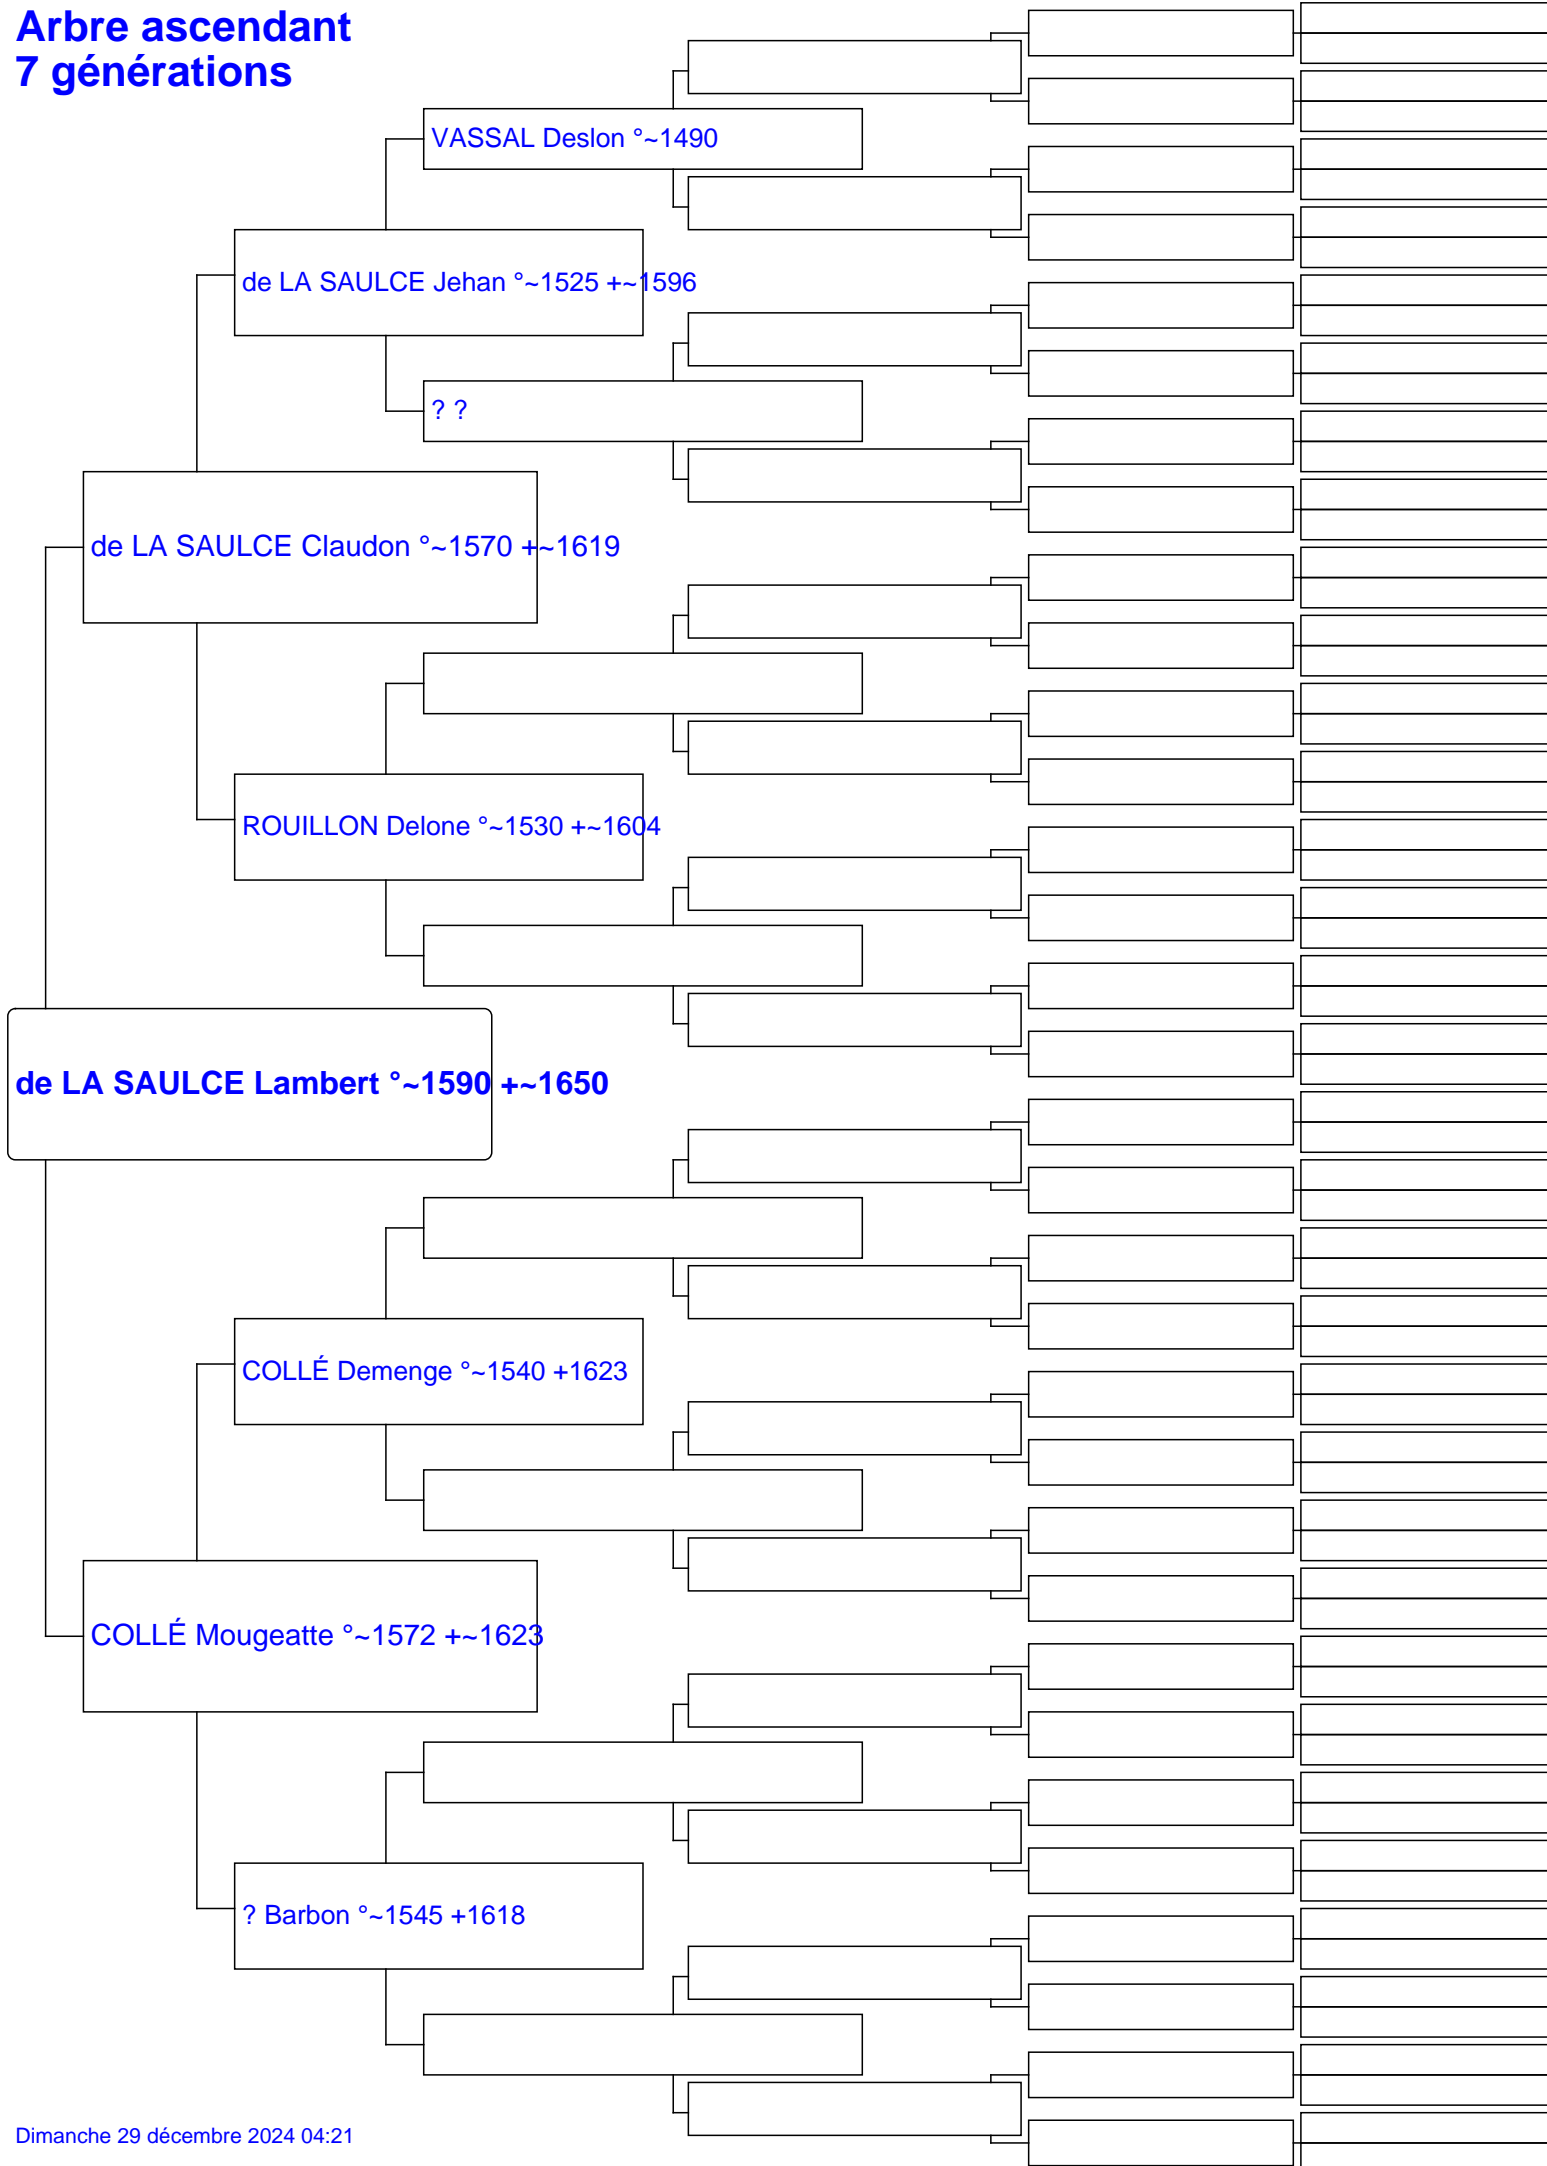 Arbre ascendant
7 générations
VASSAL Deslon °~1490
de LA SAULCE Jehan °~1525 +~1596
? ?
de LA SAULCE Claudon °~1570 +~1619
ROUILLON Delone °~1530 +~1604
de LA SAULCE Lambert °~1590 +~1650
COLLÉ Demenge °~1540 +1623
COLLÉ Mougeatte °~1572 +~1623
? Barbon °~1545 +1618
Dimanche 29 décembre 2024 04:21